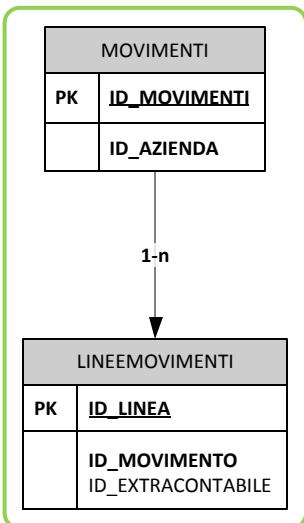 MOVIMENTI
PK ID_MOVIMENTI
ID_AZIENDA
1-n
LINEEMOVIMENTI
PK ID_LINEA
ID_MOVIMENTO
ID_EXTRACONTABILE